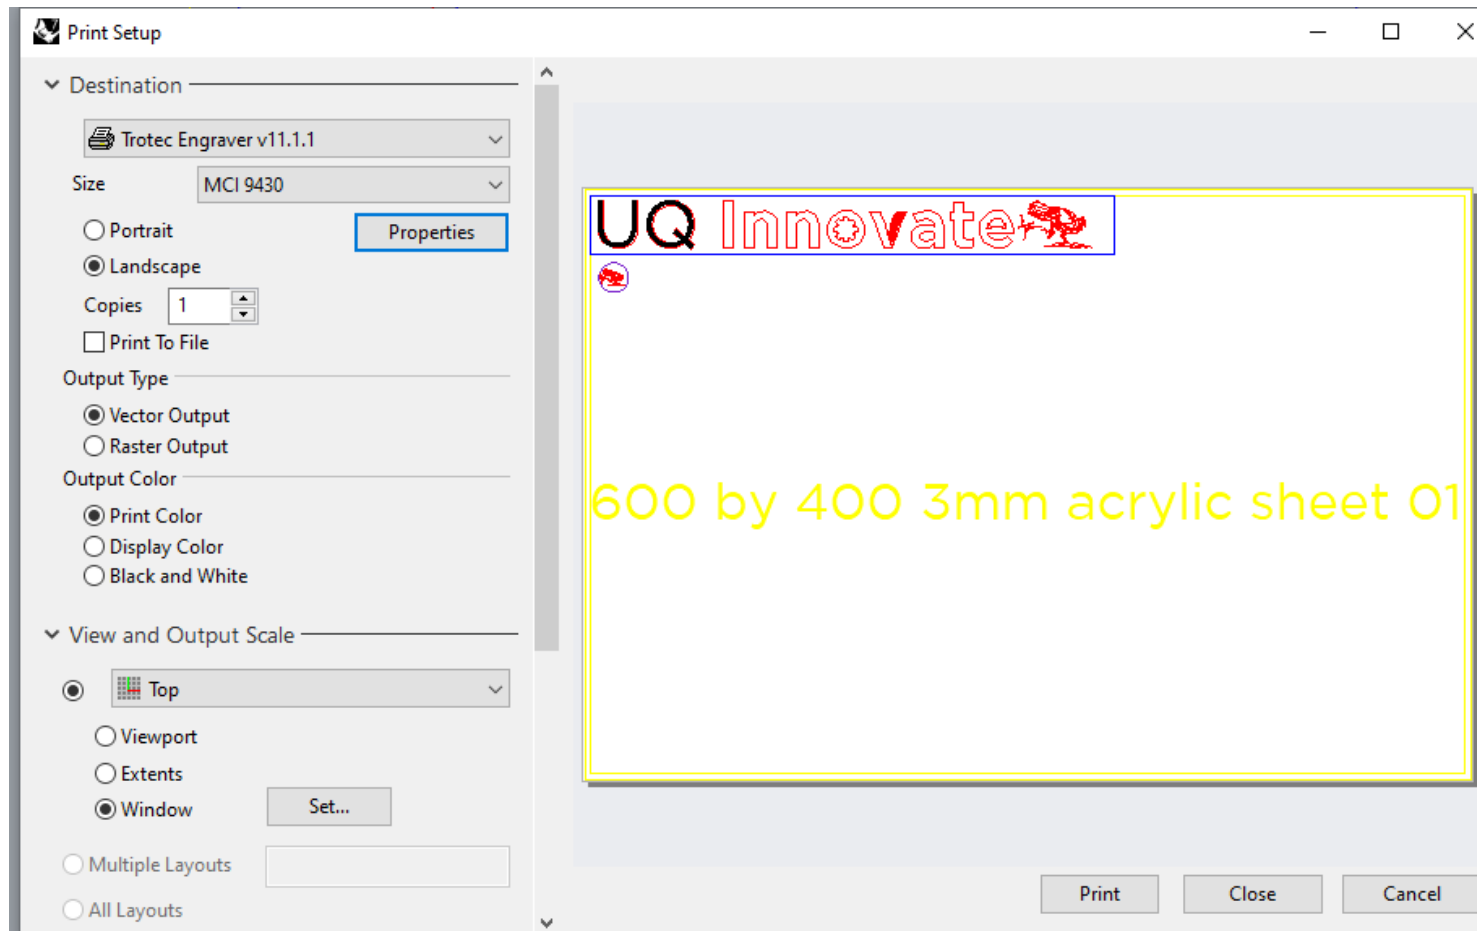 Print Setup
Destination
Trotec Engraver v11.1.1
Size
MCI 9430
Portrait
Properties
Landscape
Copies
1
Print To File
Output Type
Vector Output
Raster Output
Output Color
Print Color
Display Color
Black and White
View and Output Scale
Top
Viewport
Extents
Window
Set...
Multiple Layouts
All Layouts
UQ Innovate
600 by 400 3mm acrylic sheet 01
Print
Close
Cancel